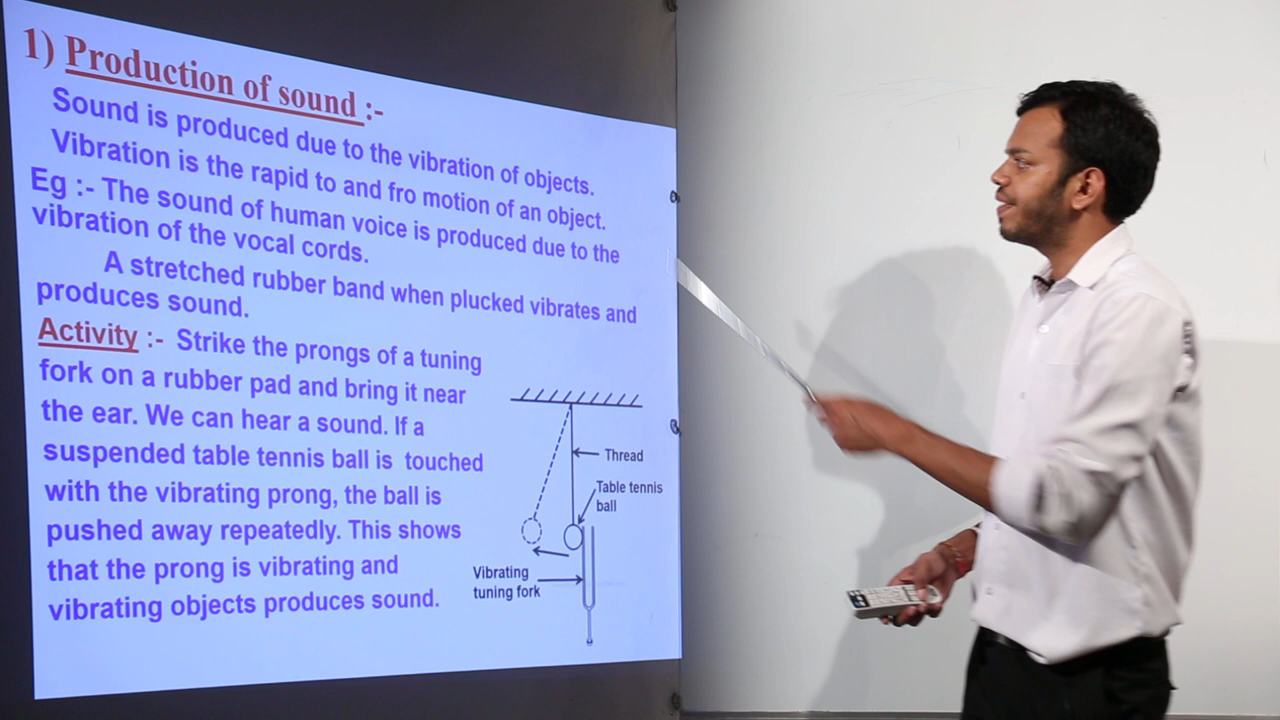 1) Production of sound :-
Sound is produced due to the vibration of objects.
Vibration is the rapid to and fro motion of an object.
Eg :- The sound of human voice is produced due to the
vibration of the vocal cords.
A stretched rubber band when plucked vibrates and
produces sound.
Activity :- Strike the prongs of a tuning
fork on a rubber pad and bring it near
the ear. We can hear a sound. If a
suspended table tennis ball is touched
with the vibrating prong, the ball is
pushed away repeatedly. This shows
that the prong is vibrating and
vibrating objects produces sound.
Thread
Table tennis
ball
Vibrating
tuning fork